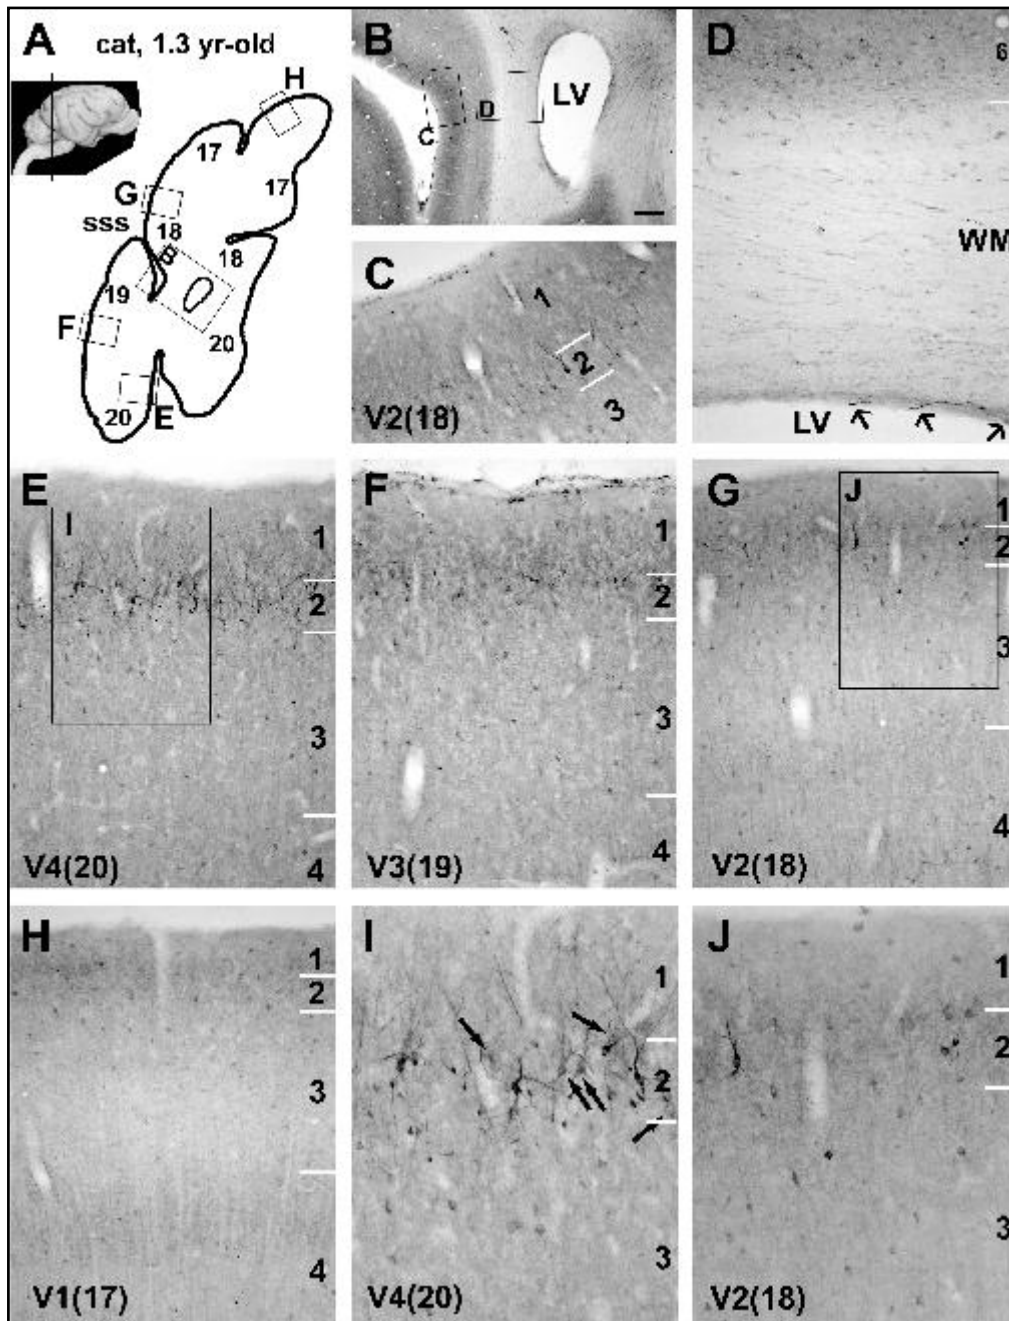 A
cat, 1.3 yr-old
H
17
17
G
SSS
18
B
18
19
F
20
E
20
B
LV
D
C
C
1
2
3
V2(18)
D
6
WM
LV
E
I
1
2
3
4
V4(20)
F
1
2
3
4
V3(19)
G
J
1
2
3
4
V2(18)
H
1
2
3
4
V1(17)
I
1
2
3
V4(20)
J
1
2
3
V2(18)